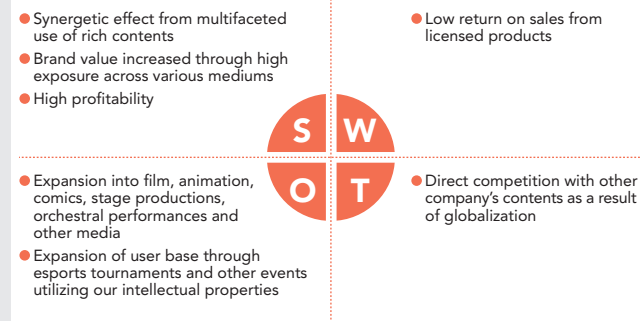 ● Synergetic effect from multifaceted
use of rich contents
● Brand value increased through high
exposure across various mediums
● High profitability
● Low return on sales from
licensed products
S W
O T
● Expansion into film, animation,
comics, stage productions,
orchestral performances and
other media
● Expansion of user base through
esports tournaments and other events
utilizing our intellectual properties
● Direct competition with other
company's contents as a result
of globalization